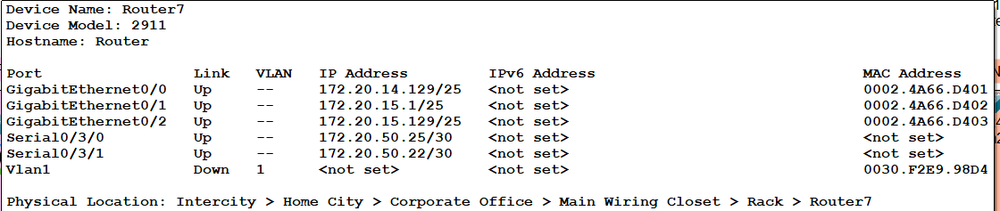 Device Name: Router7
Device Model: 2911
Hostname: Router
Port Link VLAN IP Address IPv6 Address MAC Address
GigabitEthernet0/0 Up -- 172.20.14.129/25 <not set> 0002.4A66.D401
GigabitEthernet0/1 Up -- 172.20.15.1/25 <not set> 0002.4A66.D402
GigabitEthernet0/2 Up -- 172.20.15.129/25 <not set> 0002.4A66.D403
Serial0/3/0 Up -- 172.20.50.25/30 <not set> <not set>
Serial0/3/1 Up -- 172.20.50.22/30 <not set> <not set>
Vlan1 Down 1 <not set> <not set> 0030.F2E9.98D4
Physical Location: Intercity > Home City > Corporate Office > Main Wiring Closet > Rack > Router7